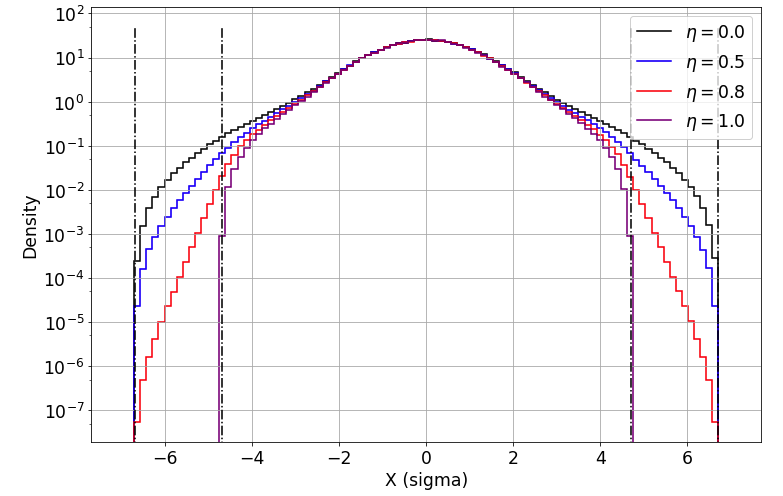 η = 0.0
η = 0.5
η = 0.8
η = 1.0
10²
10¹
10⁰
10⁻¹
10⁻²
10⁻³
10⁻⁴
10⁻⁵
10⁻⁶
10⁻⁷
Density
−6 −4 −2 0 2 4 6
X (sigma)